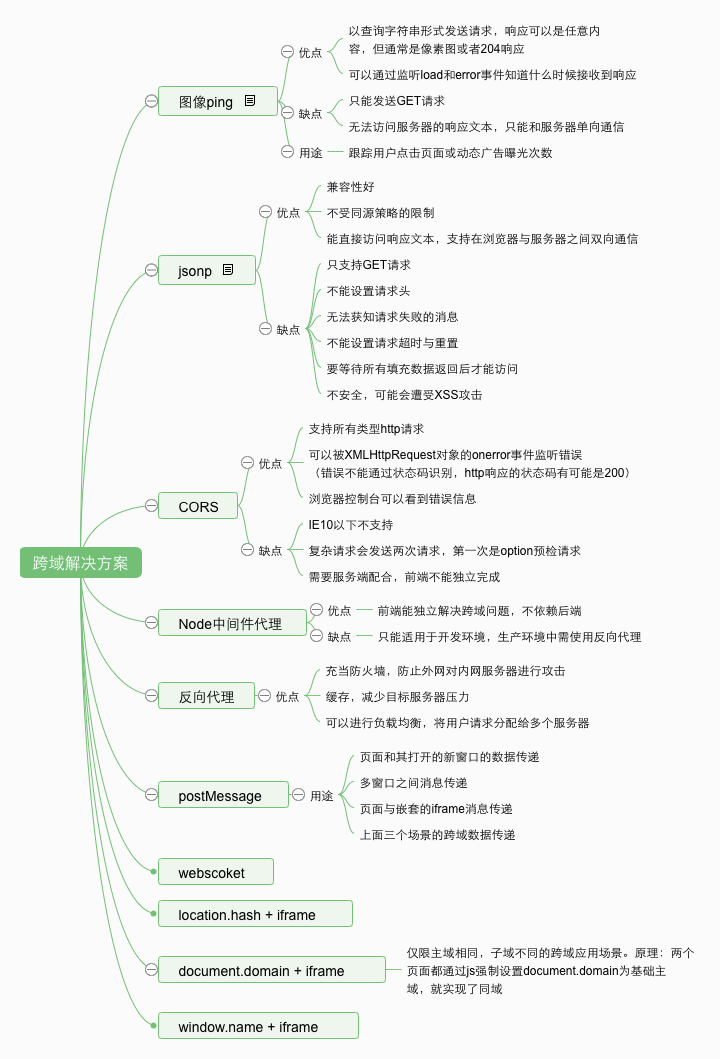 跨域解决方案
图像ping
优点
以查询字符串形式发送请求，响应可以是任意内
容，但通常是像素图或者204响应
可以通过监听load和error事件知道什么时候接收到响应
缺点
只能发送GET请求
无法访问服务器的响应文本，只能和服务器单向通信
用途
跟踪用户点击页面或动态广告曝光次数
jsonp
优点
兼容性好
不受同源策略的限制
能直接访问响应文本，支持在浏览器与服务器之间双向通信
缺点
只支持GET请求
不能设置请求头
无法获知请求失败的消息
不能设置请求超时与重置
要等待所有填充数据返回后才能访问
不安全，可能会遭受XSS攻击
CORS
优点
支持所有类型http请求
可以被XMLHttpRequest对象的onerror事件监听错误
（错误不能通过状态码识别，http响应的状态码有可能是200）
浏览器控制台可以看到错误信息
缺点
IE10以下不支持
复杂请求会发送两次请求，第一次是option预检请求
需要服务端配合，前端不能独立完成
Node中间件代理
优点
前端能独立解决跨域问题，不依赖后端
缺点
只能适用于开发环境，生产环境中需使用反向代理
反向代理
优点
充当防火墙，防止外网对内网服务器进行攻击
缓存，减少目标服务器压力
可以进行负载均衡，将用户请求分配给多个服务器
postMessage
用途
页面和其打开的新窗口的数据传递
多窗口之间消息传递
页面与嵌套的iframe消息传递
上面三个场景的跨域数据传递
webscoket
location.hash + iframe
document.domain + iframe
仅限主域相同，子域不同的跨域应用场景。原理：两个
页面都通过js强制设置document.domain为基础主
域，就实现了同域
window.name + iframe